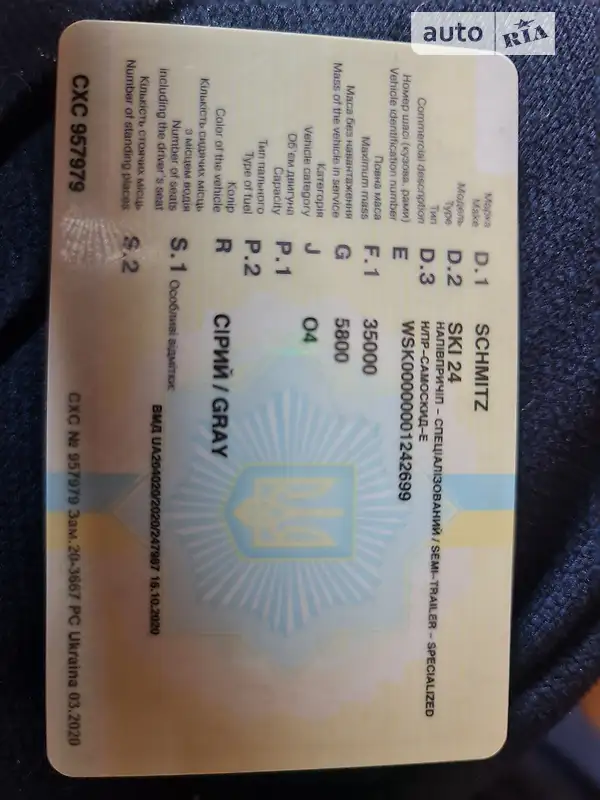 auto RIA
Марка
Make
D.1 SCHMITZ
Модель
Type
D.2 SKI 24
Тип
Commercial description
D.3 НАПІВПРИЧІП – СПЕЦІАЛІЗОВАНИЙ / SEMI–TRAILER – SPECIALIZED
Н/ПР–САМОСКИД–Е
Номер шасі (кузова, рами)
Vehicle identification number
E WSK00000001242699
Повна маса
Maximum mass
F.1 35000
Маса без навантаження
Mass of the vehicle in service
G 5800
Категорія
Vehicle category
J O4
Об'єм двигуна
Capacity
P.1
Тип пального
Type of fuel
P.2
Колір
Color of the vehicle
R СІРИЙ / GRAY
Кількість сидячих місць
з місцем водія
Number of seats
including the driver's seat
S.1
Особливі відмітки:
Кількість стоячих місць
Number of standing places
S.2
ВМД UA204020/2020/247987 16.10.2020
СХС 957979
СХС № 957979 Зам. 20-3667 РС Ukraina 03.2020